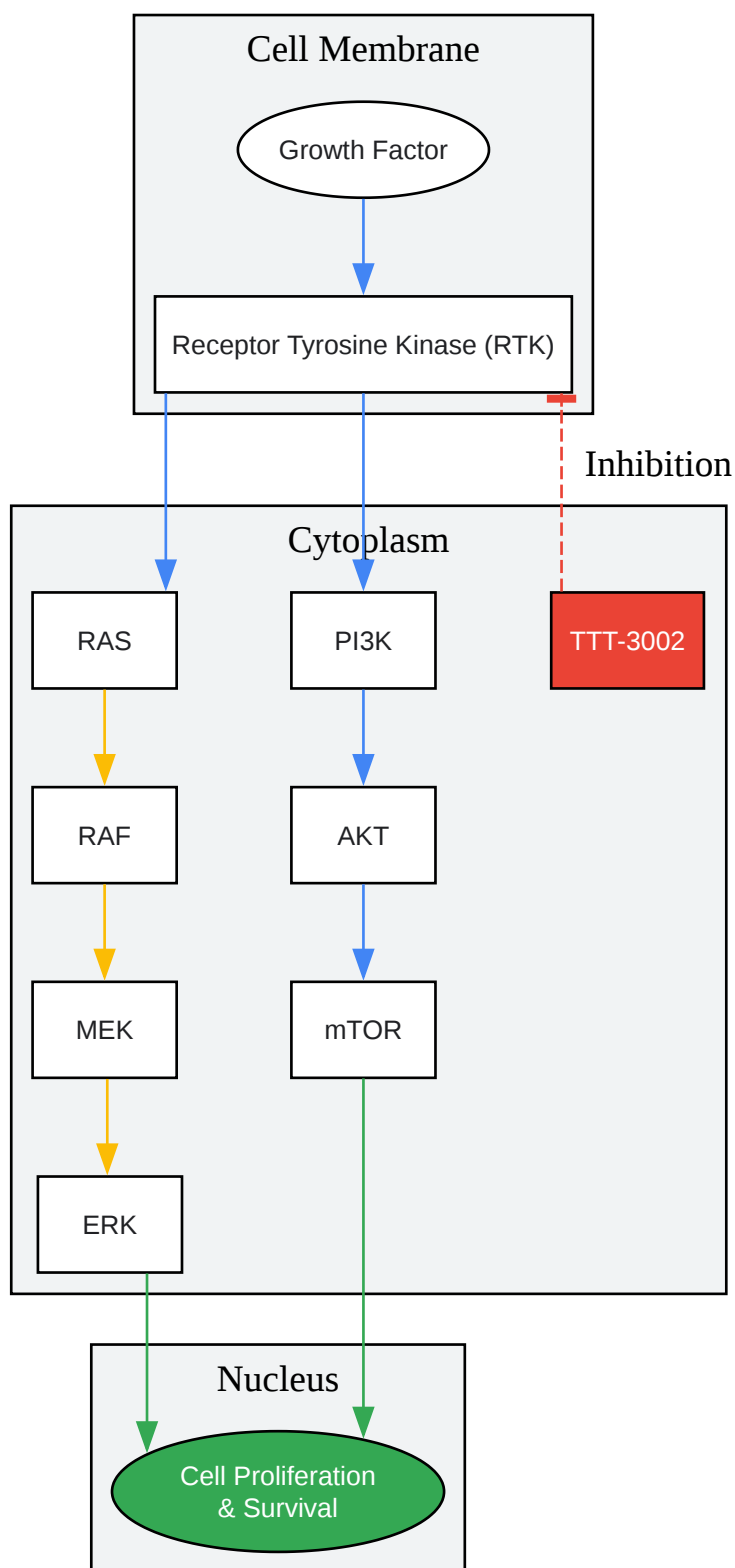 Cell Membrane
Growth Factor
Receptor Tyrosine Kinase (RTK)
Inhibition
Cytoplasm
RAS
PI3K
TTT-3002
RAF
AKT
MEK
mTOR
ERK
Nucleus
Cell Proliferation
& Survival